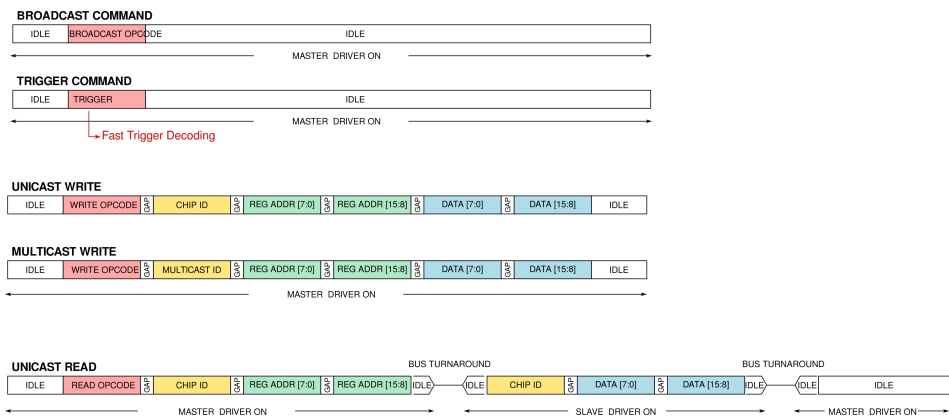 BROADCAST COMMAND
IDLE BROADCAST OPCODE IDLE
MASTER DRIVER ON
TRIGGER COMMAND
IDLE TRIGGER IDLE
MASTER DRIVER ON
Fast Trigger Decoding
UNICAST WRITE
IDLE WRITE OPCODE GAP CHIP ID GAP REG ADDR [7:0] GAP REG ADDR [15:8] GAP DATA [7:0] GAP DATA [15:8] IDLE
MULTICAST WRITE
IDLE WRITE OPCODE GAP MULTICAST ID GAP REG ADDR [7:0] GAP REG ADDR [15:8] GAP DATA [7:0] GAP DATA [15:8] IDLE
MASTER DRIVER ON
UNICAST READ BUS TURNAROUND BUS TURNAROUND
IDLE READ OPCODE GAP CHIP ID GAP REG ADDR [7:0] GAP REG ADDR [15:8] IDLE IDLE CHIP ID GAP DATA [7:0] GAP DATA [15:8] IDLE IDLE IDLE
MASTER DRIVER ON SLAVE DRIVER ON MASTER DRIVER ON